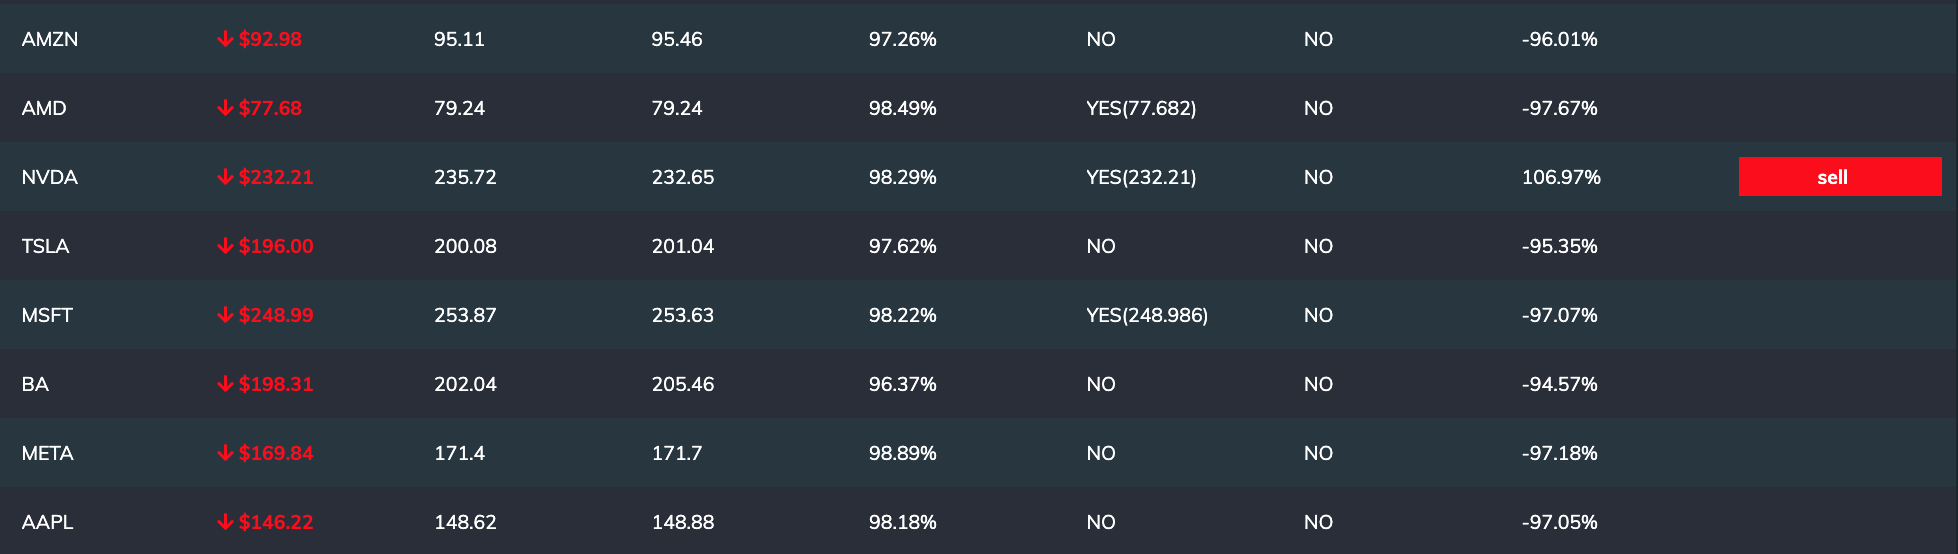 AMZN ↓ $92.98 95.11 95.46 97.26% NO NO -96.01%
AMD ↓ $77.68 79.24 79.24 98.49% YES(77.682) NO -97.67%
NVDA ↓ $232.21 235.72 232.65 98.29% YES(232.21) NO 106.97% sell
TSLA ↓ $196.00 200.08 201.04 97.62% NO NO -95.35%
MSFT ↓ $248.99 253.87 253.63 98.22% YES(248.986) NO -97.07%
BA ↓ $198.31 202.04 205.46 96.37% NO NO -94.57%
META ↓ $169.84 171.4 171.7 98.89% NO NO -97.18%
AAPL ↓ $146.22 148.62 148.88 98.18% NO NO -97.05%